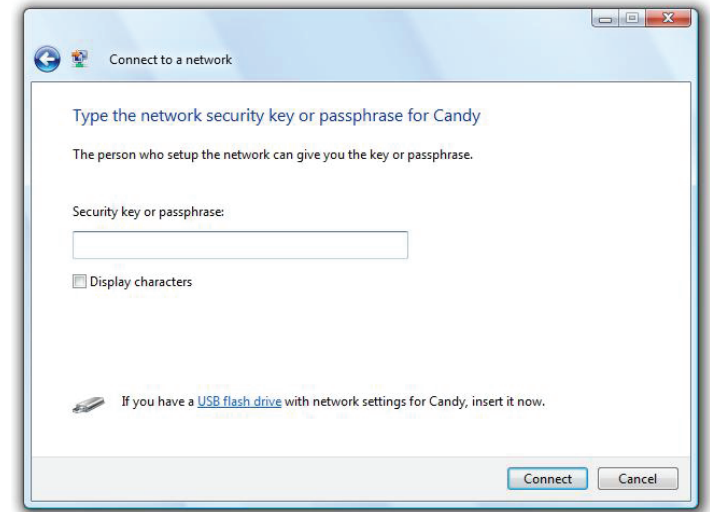 Connect to a network
Type the network security key or passphrase for Candy
The person who setup the network can give you the key or passphrase.
Security key or passphrase:
Display characters
If you have a USB flash drive with network settings for Candy, insert it now.
Connect
Cancel